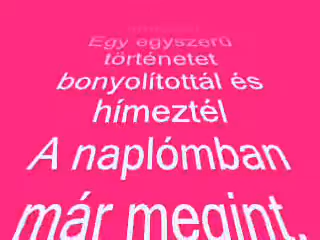 Egy egyszerű
történetet
bonyolítottál és
hímeztél
A naplómban
már megint,